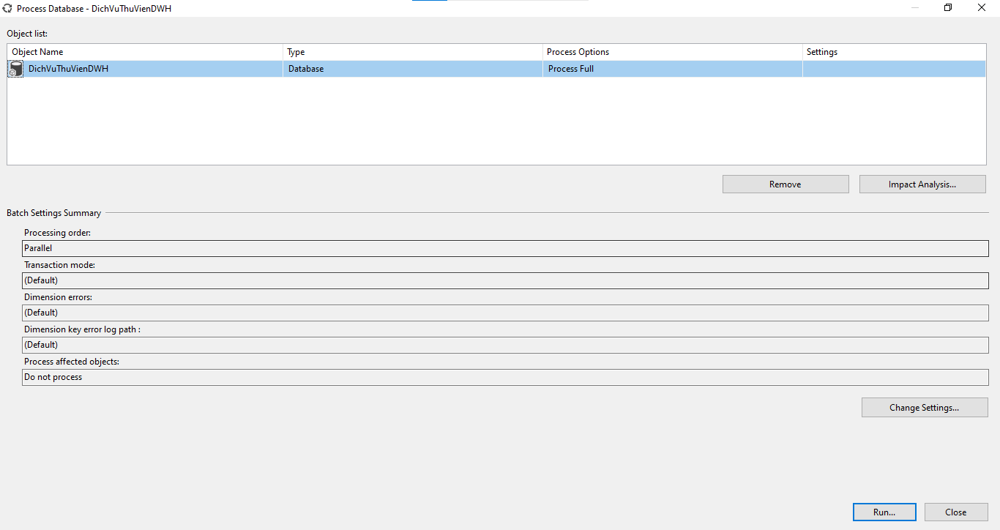 Process Database - DichVuThuVienDWH
Object list:
Object Name Type Process Options Settings
DichVuThuVienDWH Database Process Full
Remove Impact Analysis...
Batch Settings Summary
Processing order:
Parallel
Transaction mode:
(Default)
Dimension errors:
(Default)
Dimension key error log path :
(Default)
Process affected objects:
Do not process
Change Settings...
Run... Close